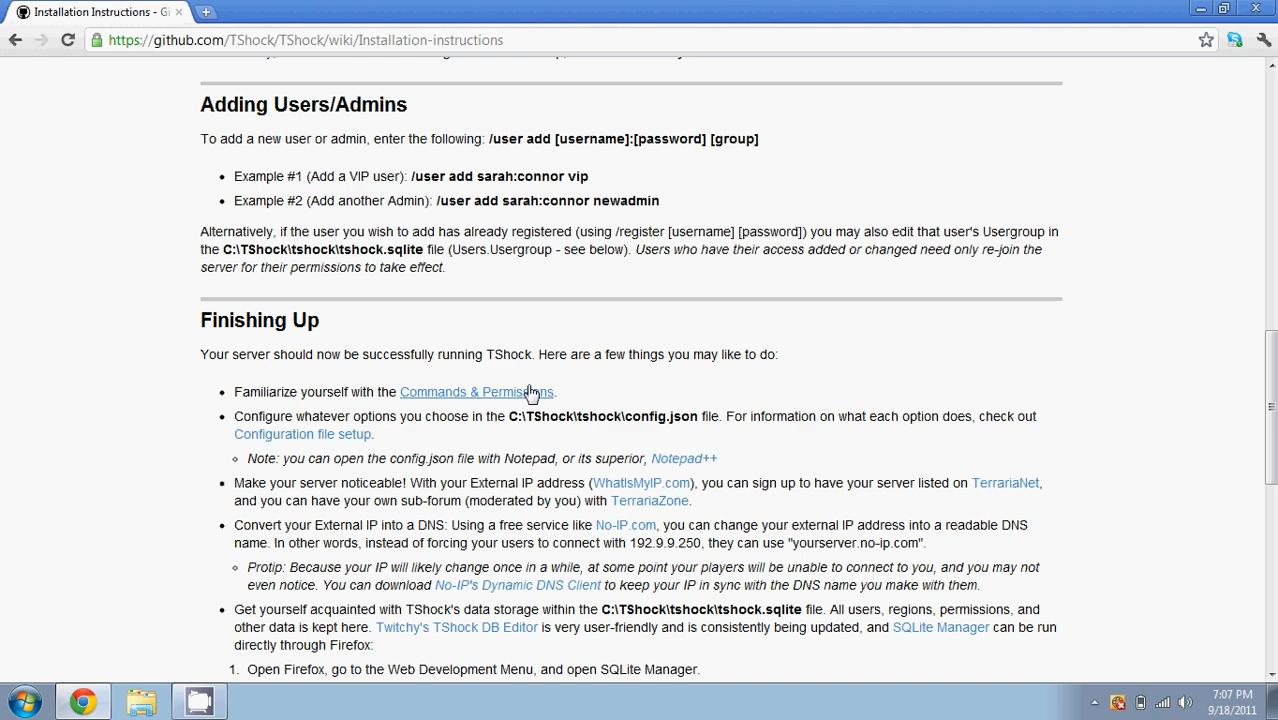 Installation Instructions - Gi
https://github.com/TShock/TShock/wiki/Installation-instructions
Adding Users/Admins
To add a new user or admin, enter the following: /user add [username]:[password] [group]
Example #1 (Add a VIP user): /user add sarah:connor vip
Example #2 (Add another Admin): /user add sarah:connor newadmin
Alternatively, if the user you wish to add has already registered (using /register [username] [password]) you may also edit that user's Usergroup in
the C:\TShock\tshock\tshock.sqlite file (Users.Usergroup - see below). Users who have their access added or changed need only re-join the
server for their permissions to take effect.
Finishing Up
Your server should now be successfully running TShock. Here are a few things you may like to do:
Familiarize yourself with the Commands & Permissions.
Configure whatever options you choose in the C:\TShock\tshock\config.json file. For information on what each option does, check out
Configuration file setup.
Note: you can open the config.json file with Notepad, or its superior, Notepad++
Make your server noticeable! With your External IP address (WhatIsMyIP.com), you can sign up to have your server listed on TerrariaNet,
and you can have your own sub-forum (moderated by you) with TerrariaZone.
Convert your External IP into a DNS: Using a free service like No-IP.com, you can change your external IP address into a readable DNS
name. In other words, instead of forcing your users to connect with 192.9.9.250, they can use "yourserver.no-ip.com".
Protip: Because your IP will likely change once in a while, at some point your players will be unable to connect to you, and you may not
even notice. You can download No-IP's Dynamic DNS Client to keep your IP in sync with the DNS name you make with them.
Get yourself acquainted with TShock's data storage within the C:\TShock\tshock\tshock.sqlite file. All users, regions, permissions, and
other data is kept here. Twitchy's TShock DB Editor is very user-friendly and is consistently being updated, and SQLite Manager can be run
directly through Firefox:
1. Open Firefox, go to the Web Development Menu, and open SQLite Manager.
7:07 PM
9/18/2011